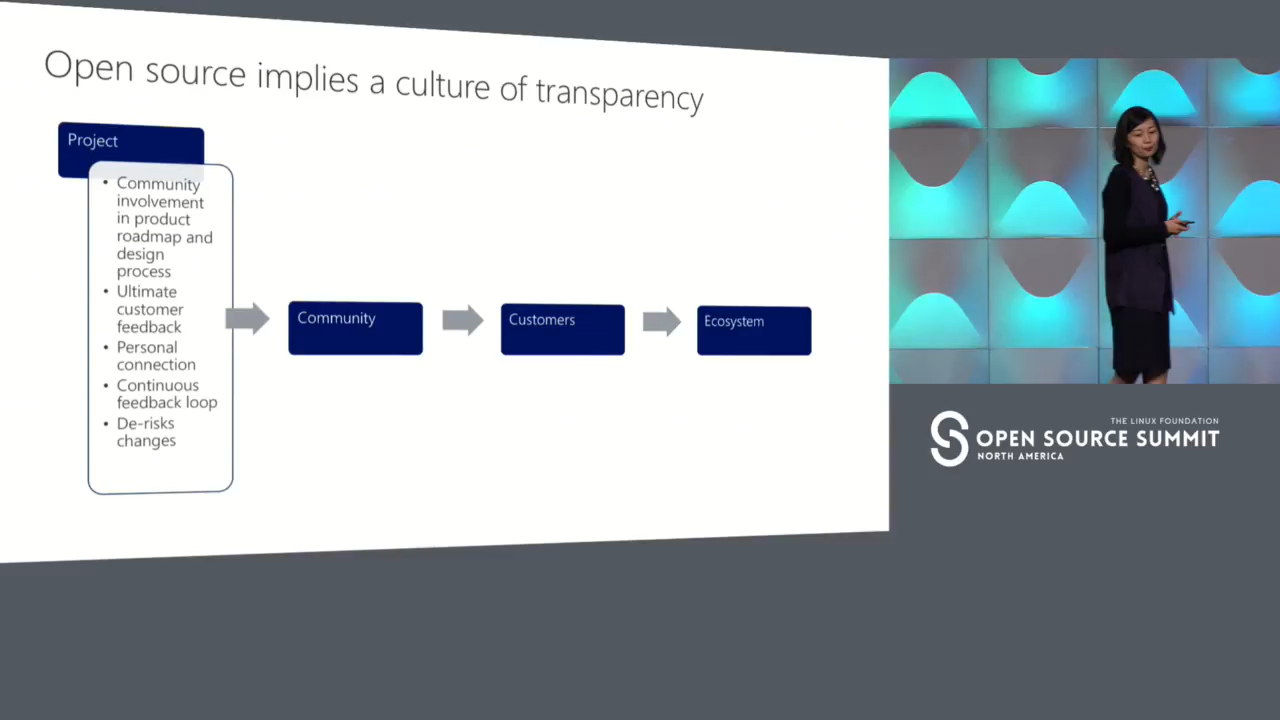 Open source implies a culture of transparency
Project
• Community
involvement
in product
roadmap and
design
process
• Ultimate
customer
feedback
• Personal
connection
• Continuous
feedback loop
• De-risks
changes
Community
Customers
Ecosystem
THE LINUX FOUNDATION
OPEN SOURCE SUMMIT
NORTH AMERICA